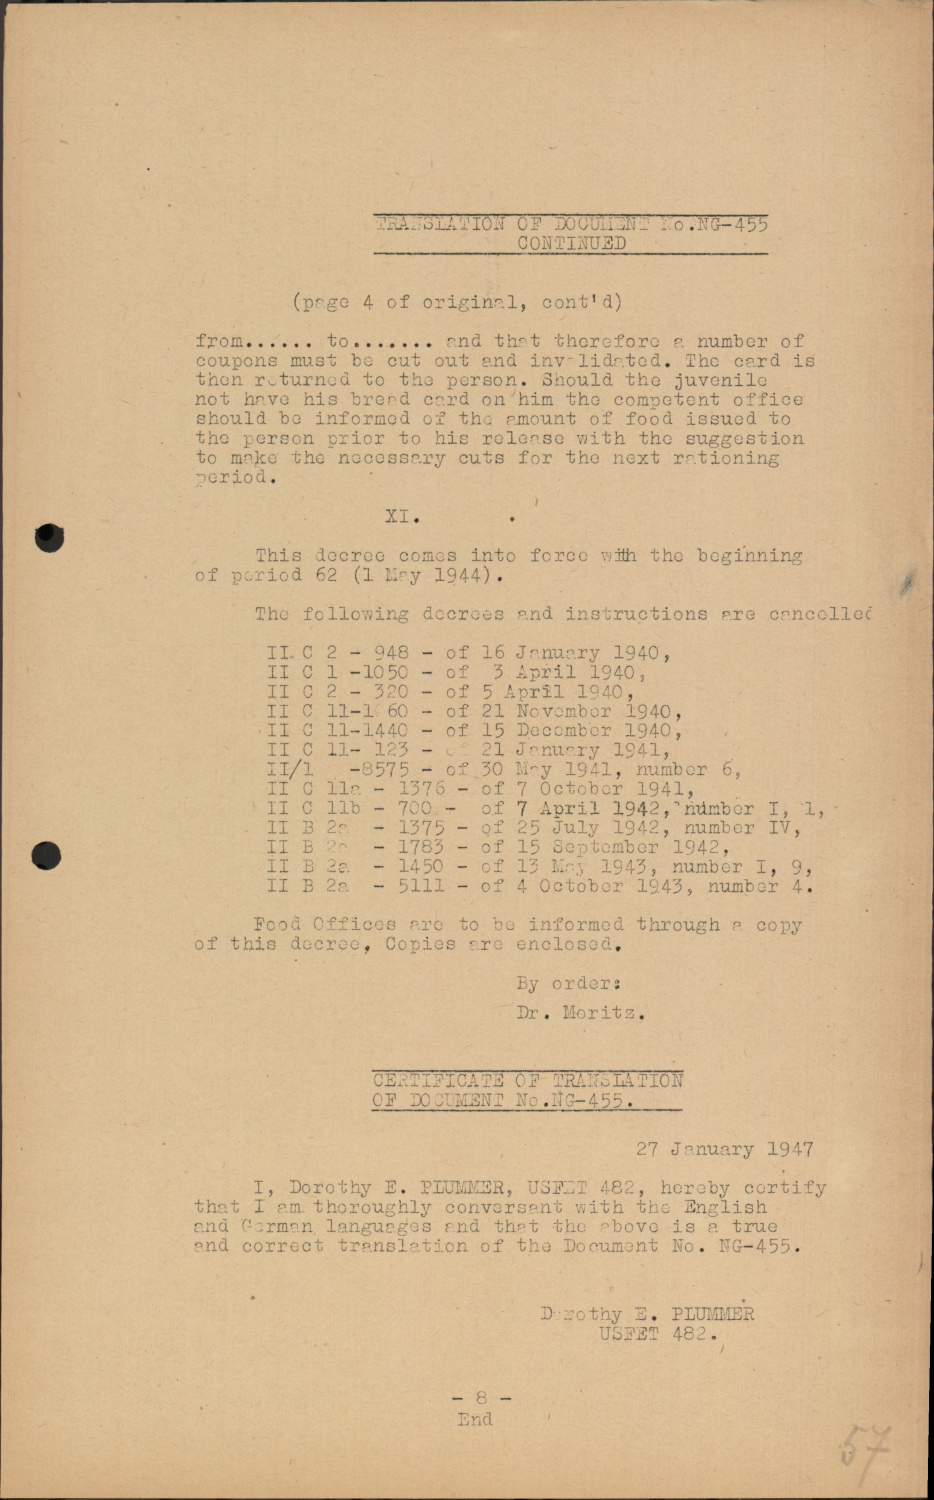 TRANSLATION OF DOCUMENT No.NG-455
CONTINUED
(page 4 of original, cont'd)
from...... to....... and that therefore a number of
coupons must be cut out and invalidated. The card is
then returned to the person. Should the juvenile
not have his bread card on him the competent office
should be informed of the amount of food issued to
the person prior to his release with the suggestion
to make the necessary cuts for the next rationing
period.
XI.
This decree comes into force with the beginning
of period 62 (1 May 1944).
The following decrees and instructions are cancelled
II C 2 - 948 - of 16 January 1940,
II C 1 -1050 - of 3 April 1940,
II C 2 - 320 - of 5 April 1940,
II C 11-1 60 - of 21 November 1940,
II C 11-1440 - of 15 December 1940,
II C 11- 123 - of 21 January 1941,
II/1 -8575 - of 30 May 1941, number 6,
II C 11a - 1376 - of 7 October 1941,
II C 11b - 700 - of 7 April 1942, number I, 1,
II B 2a - 1375 - of 25 July 1942, number IV,
II B 2a - 1783 - of 15 September 1942,
II B 2a - 1450 - of 13 May 1943, number I, 9,
II B 2a - 5111 - of 4 October 1943, number 4.
Food Offices are to be informed through a copy
of this decree, Copies are enclosed.
By order:
Dr. Moritz.
CERTIFICATE OF TRANSLATION
OF DOCUMENT No.NG-455.
27 January 1947
I, Dorothy E. PLUMMER, USFET 482, hereby certify
that I am thoroughly conversant with the English
and German languages and that the above is a true
and correct translation of the Document No. NG-455.
Dorothy E. PLUMMER
USFET 482.
- 8 -
End
57